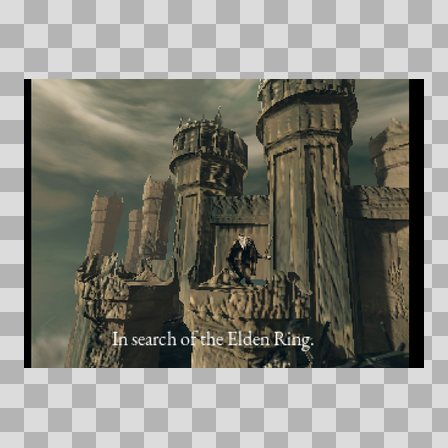 In search of the Elden Ring.